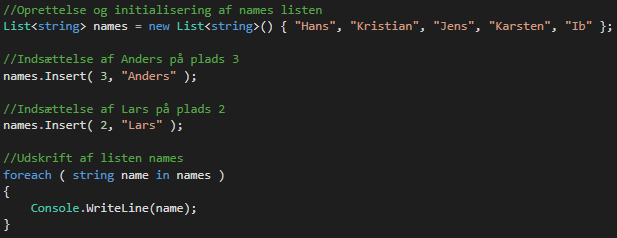 //Oprettelse og initialisering af names listen
List<string> names = new List<string>() { "Hans", "Kristian", "Jens", "Karsten", "Ib" };
//Indsættelse af Anders på plads 3
names.Insert( 3, "Anders" );
//Indsættelse af Lars på plads 2
names.Insert( 2, "Lars" );
//Udskrift af listen names
foreach ( string name in names )
{
    Console.WriteLine(name);
}